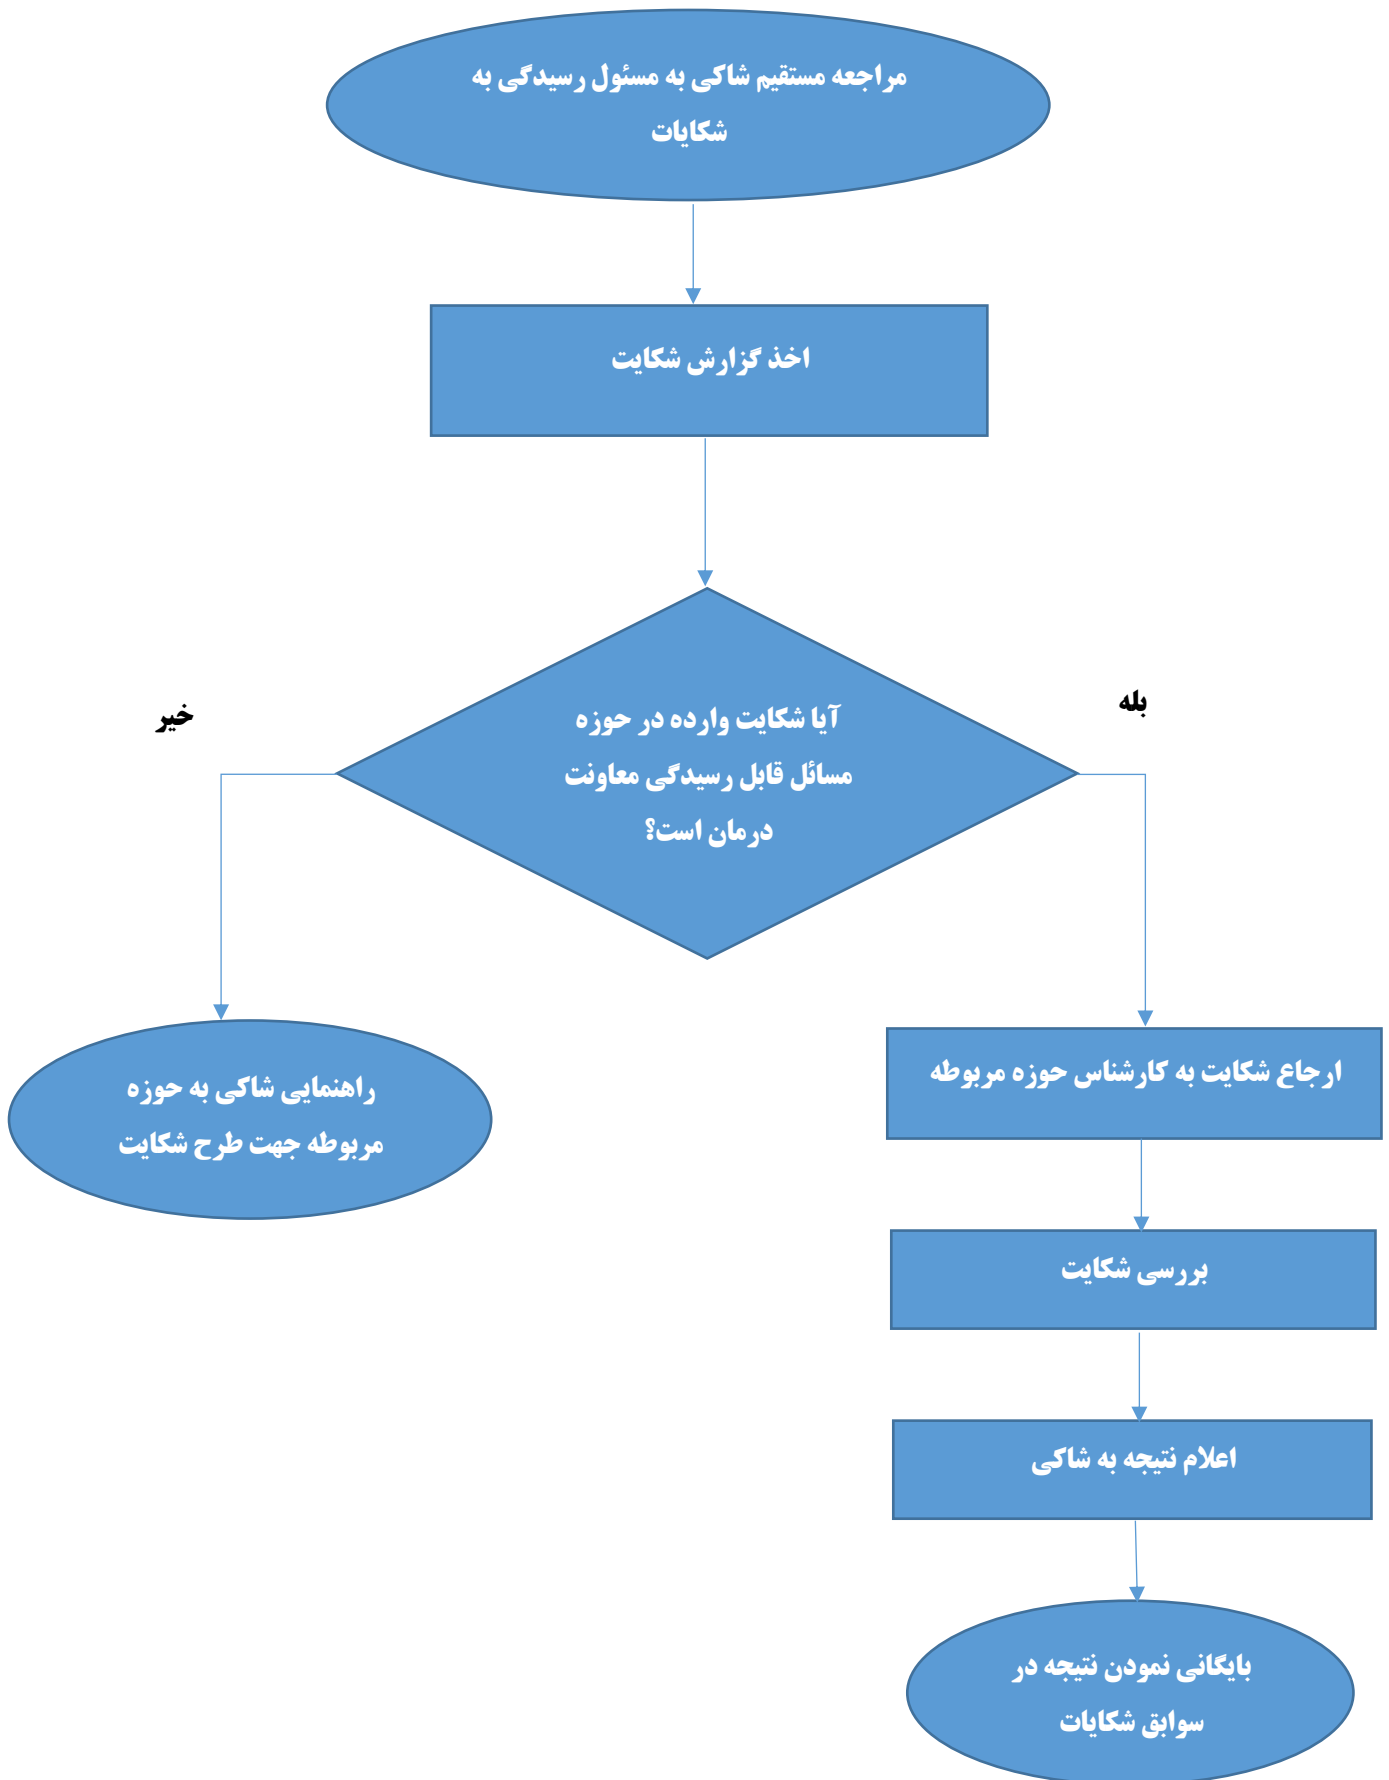 مراجعه مستقیم شاکی به مسئول رسیدگی به
شکایات
اخذ گزارش شکایت
آیا شکایت وارده در حوزه
مسائل قابل رسیدگی معاونت
درمان است؟
بله
خیر
ارجاع شکایت به کارشناس حوزه مربوطه
راهنمایی شاکی به حوزه
مربوطه جهت طرح شکایت
بررسی شکایت
اعلام نتیجه به شاکی
بایگانی نمودن نتیجه در
سوابق شکایات